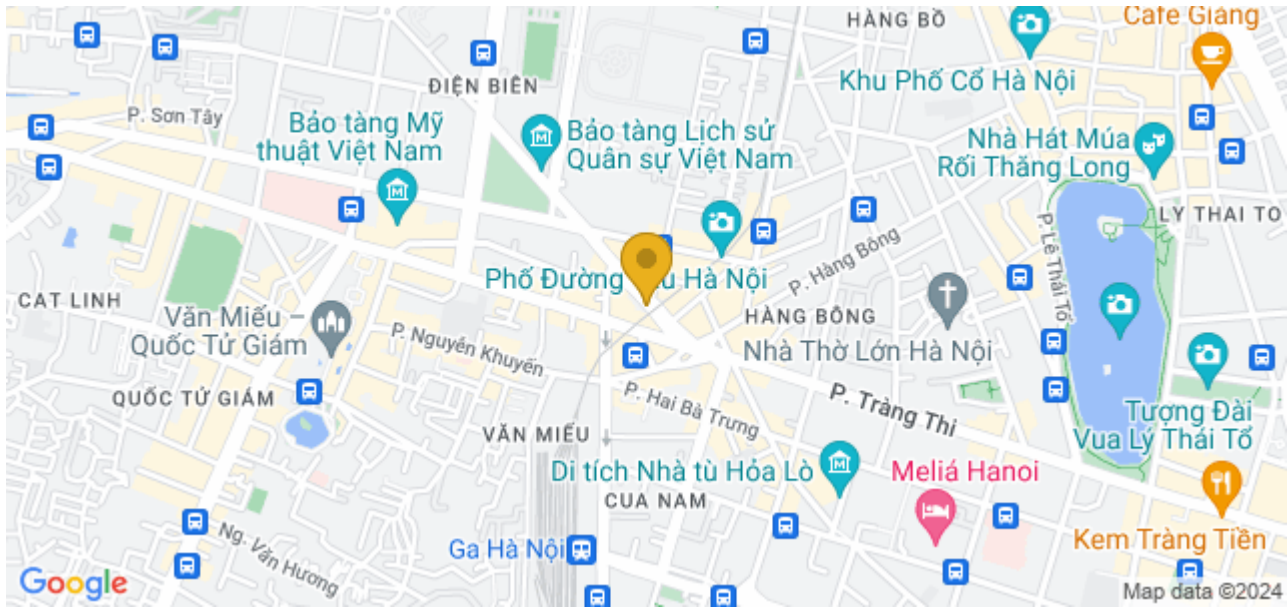 HÀNG BỒ
Cafe Giảng
ĐIỆN BIÊN
Khu Phố Cổ Hà Nội
P. Sơn Tây
Bảo tàng Mỹ
thuật Việt Nam
Bảo tàng Lịch sử
Quân sự Việt Nam
Nhà Hát Múa
Rối Thăng Long
LY THAI TO
P. Lê Thái Tổ
P. Hàng Bông
Phố Đường Hà Nội
CAT LINH
Văn Miếu –
Quốc Tử Giám
HÀNG BÔNG
P. Nguyễn Khuyến
Nhà Thờ Lớn Hà Nội
QUỐC TỬ GIÁM
P. Hai Bà Trưng
P. Tràng Thi
Tượng Đài
Vua Lý Thái Tổ
VĂN MIẾU
Di tích Nhà tù Hỏa Lò
Meliá Hanoi
CUA NAM
Ng. Văn Hương
Ga Hà Nội
Kem Tràng Tiền
Google
Map data ©2024